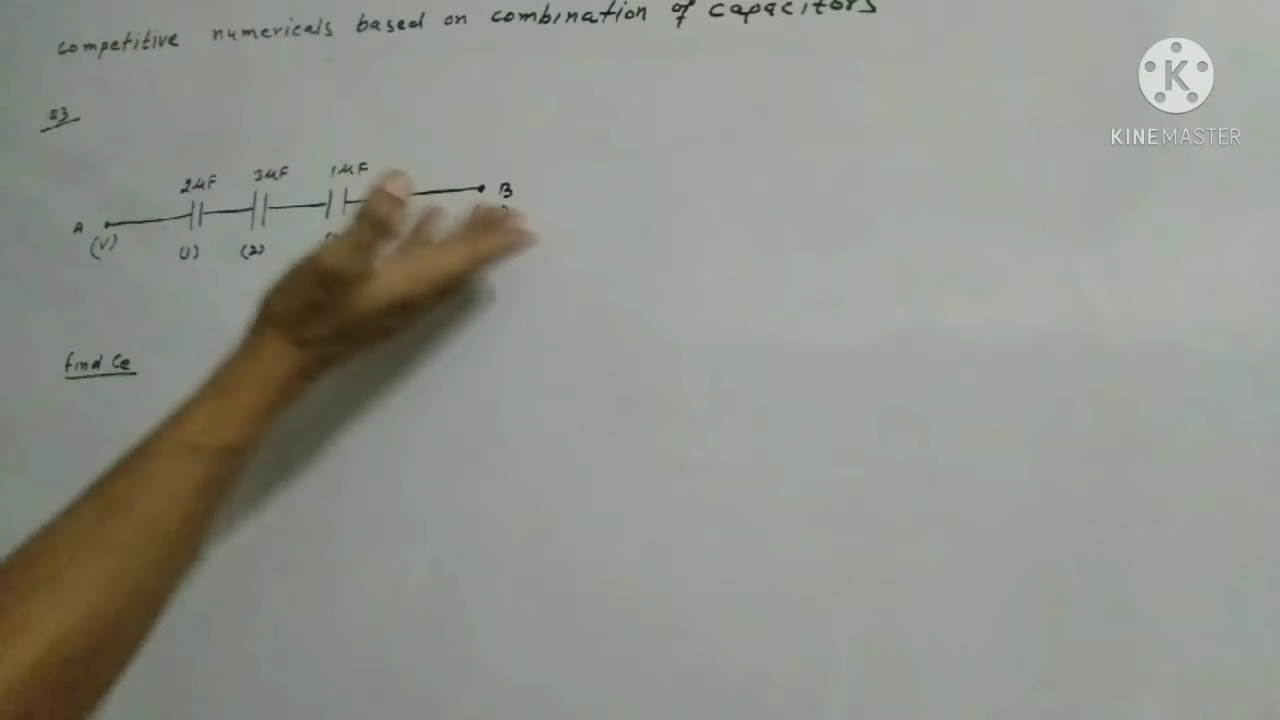 competitive numericals based on combination of capacitors
KINEMASTER
Q3
2μF 3μF 1μF
A B
(V) (1) (2)
find Ce